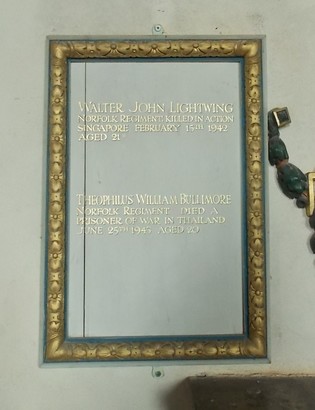 WALTER JOHN LIGHTWING
NORFOLK REGIMENT: KILLED IN ACTION
SINGAPORE FEBRUARY 15TH 1942
AGED 21
THEOPHILUS WILLIAM BULLIMORE
NORFOLK REGIMENT DIED A
PRISONER OF WAR IN THAILAND
JUNE 25TH 1943 AGED 20